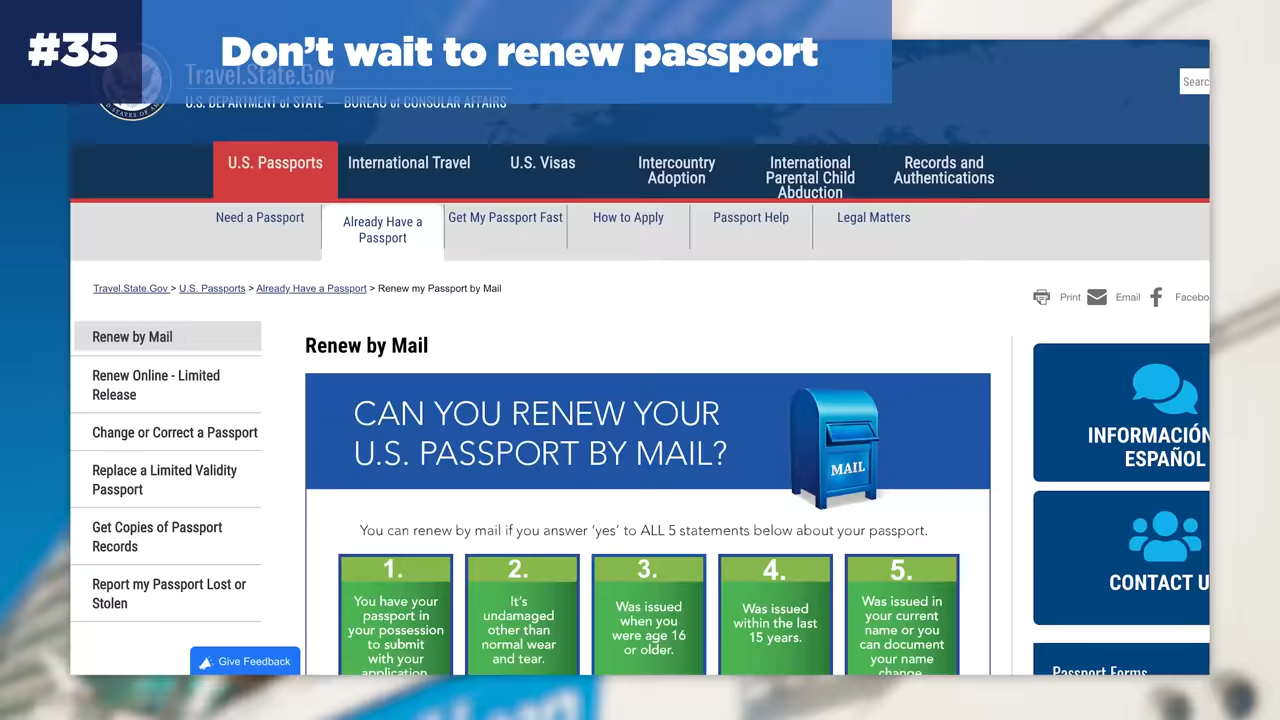 #35
Don't wait to renew passport
Travel.State.Gov
U.S. DEPARTMENT of STATE — BUREAU of CONSULAR AFFAIRS
Searc
U.S. Passports
International Travel
U.S. Visas
Intercountry
Adoption
International
Parental Child
Abduction
Records and
Authentications
Need a Passport
Already Have a
Passport
Get My Passport Fast
How to Apply
Passport Help
Legal Matters
Travel.State.Gov > U.S. Passports > Already Have a Passport > Renew my Passport by Mail
Print
Email
Facebo
Renew by Mail
Renew Online - Limited
Release
Change or Correct a Passport
Replace a Limited Validity
Passport
Get Copies of Passport
Records
Report my Passport Lost or
Stolen
Give Feedback
Renew by Mail
CAN YOU RENEW YOUR
U.S. PASSPORT BY MAIL?
MAIL
You can renew by mail if you answer 'yes' to ALL 5 statements below about your passport.
1.
You have your
passport in
your possession
to submit
with your
application
2.
It's
undamaged
other than
normal wear
and tear.
3.
Was issued
when you
were age 16
or older.
4.
Was issued
within the last
15 years.
5.
Was issued in
your current
name or you
can document
your name
change
INFORMACIÓN
ESPAÑOL
CONTACT U
Passport Forms